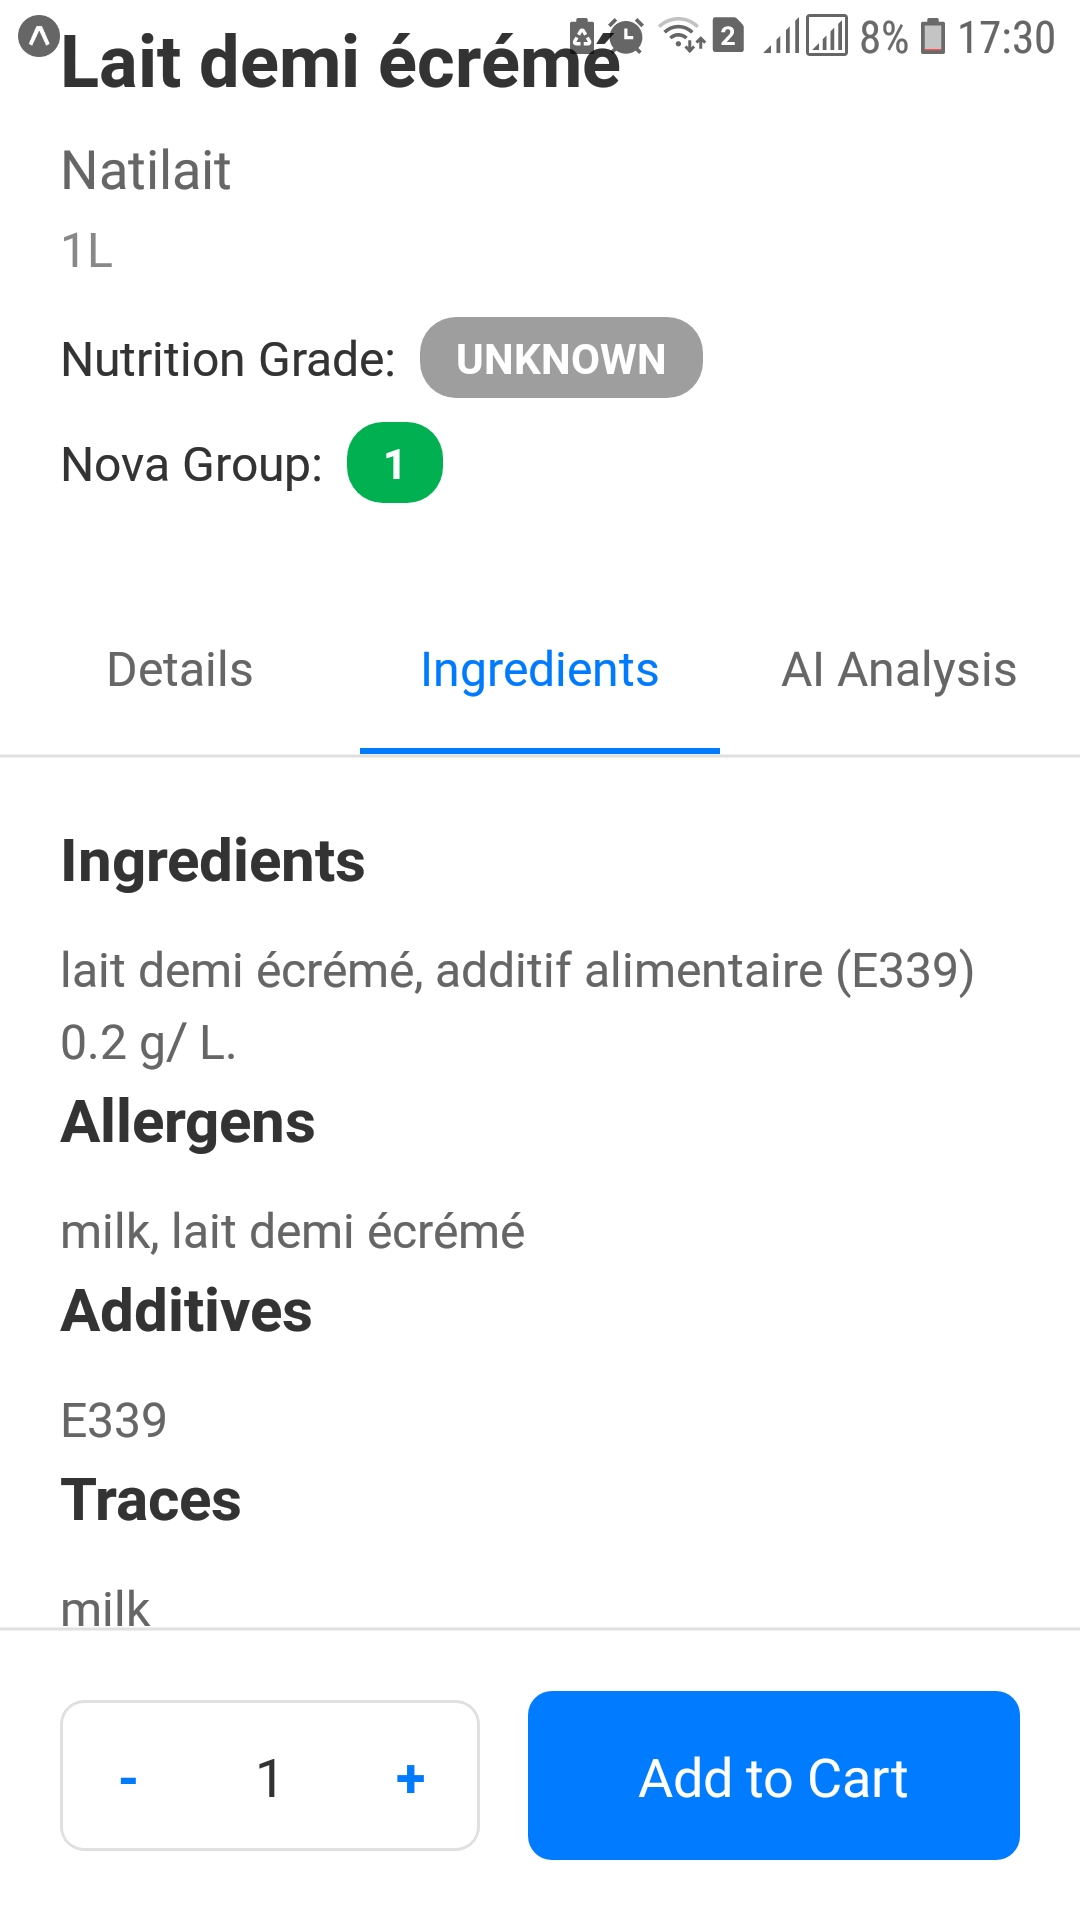 2 8% 17:30
Lait demi écrémé
Natilait
1L
Nutrition Grade: UNKNOWN
Nova Group: 1
Details Ingredients AI Analysis
Ingredients
lait demi écrémé, additif alimentaire (E339)
0.2 g/ L.
Allergens
milk, lait demi écrémé
Additives
E339
Traces
milk
- 1 + Add to Cart